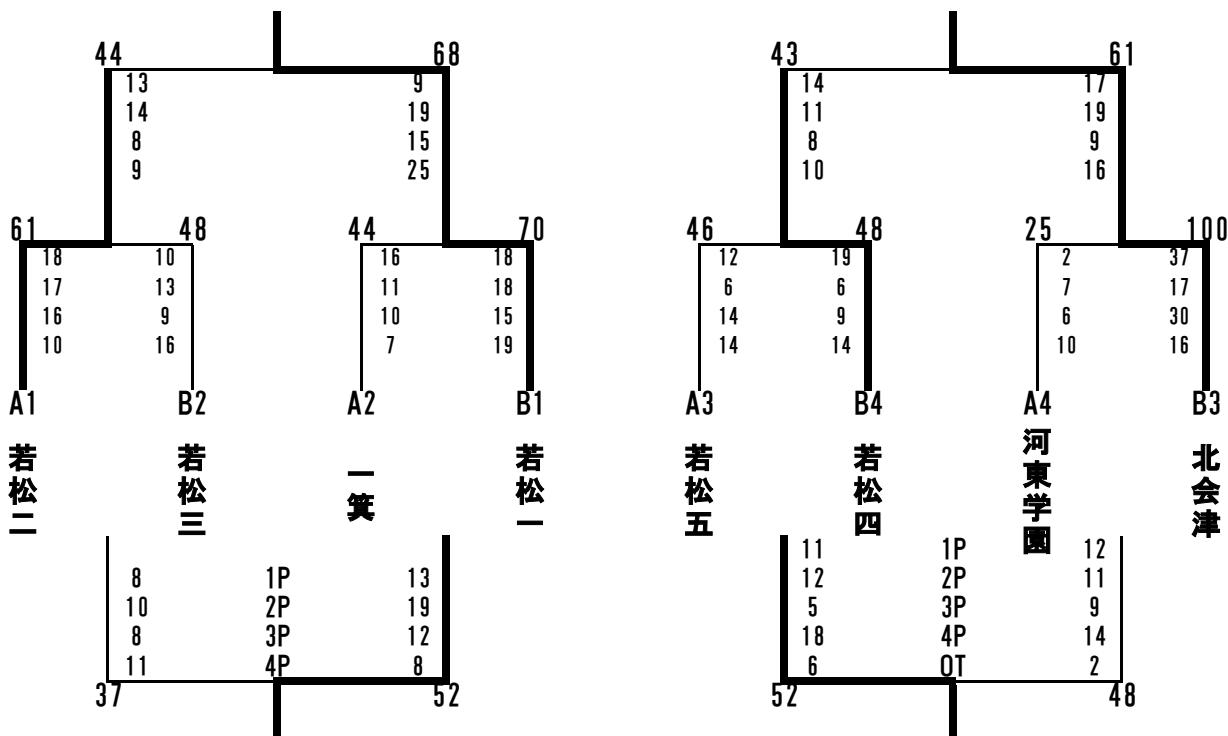 44 68 43 61
13 9 14 17
14 19 11 19
8 15 8 9
9 25 10 16
61 48 44 70 46 48 25 100
18 10 16 18 12 19 2 37
17 13 11 18 6 6 7 17
16 9 10 15 14 9 6 30
10 16 7 19 14 14 10 16
A1 B2 A2 B1 A3 B4 A4 B3
若松二
若松三
一箕
若松一
若松五
若松四
河東学園
北会津
11 1P 12
8 1P 13 12 2P 11
10 2P 19 5 3P 9
8 3P 12 18 4P 14
11 4P 8 6 OT 2
37 52 52 48